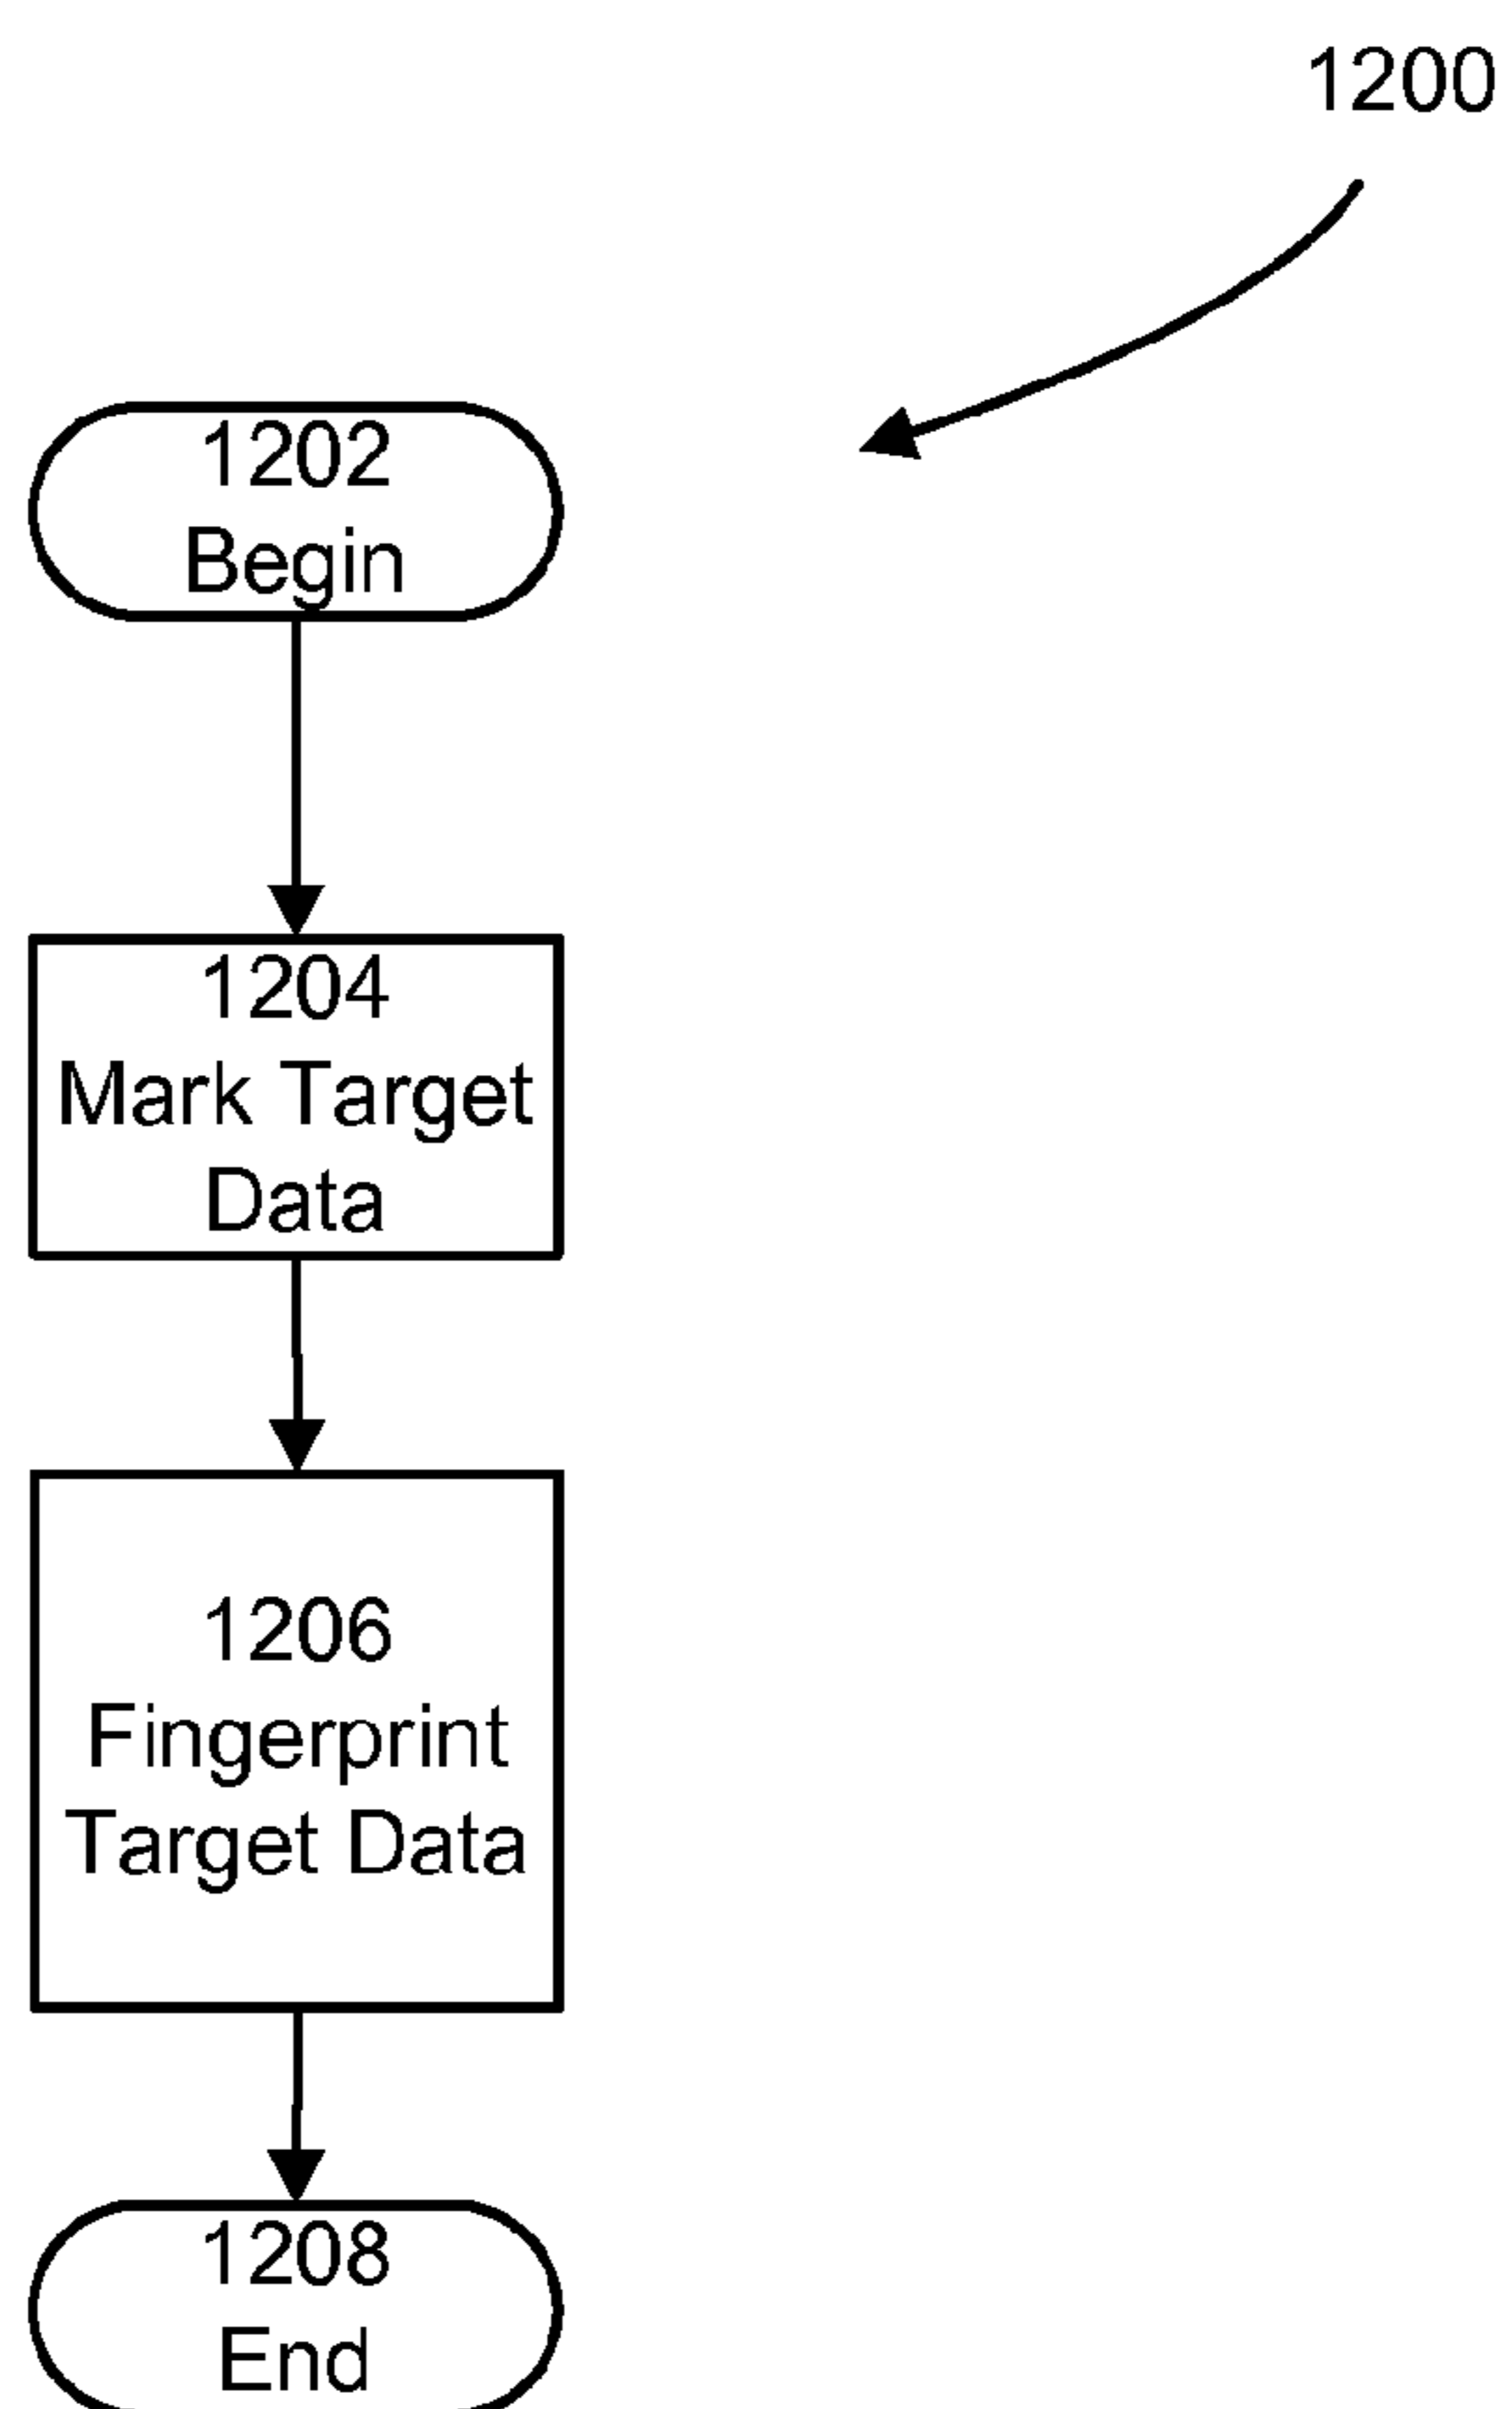 1200
1202
Begin
1204
Mark Target
Data
1206
Fingerprint
Target Data
1208
End